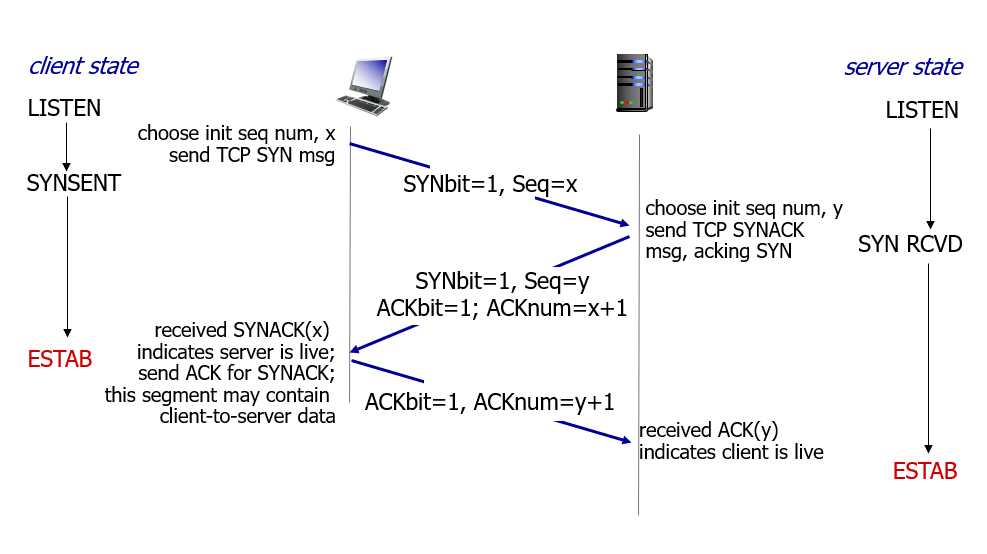 client state
server state
LISTEN
LISTEN
choose init seq num, x
send TCP SYN msg
SYNSENT
SYNbit=1, Seq=x
choose init seq num, y
send TCP SYNACK
msg, acking SYN
SYN RCVD
SYNbit=1, Seq=y
ACKbit=1; ACKnum=x+1
received SYNACK(x)
indicates server is live;
send ACK for SYNACK;
this segment may contain
client-to-server data
ESTAB
ACKbit=1, ACKnum=y+1
received ACK(y)
indicates client is live
ESTAB